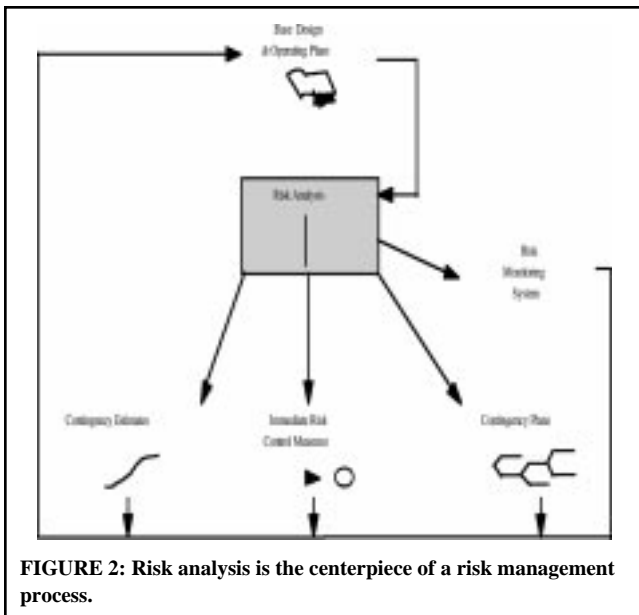 Base Design
& Operating Phase
Risk Analysis
Risk
Monitoring
System
Contingency Estimates
Immediate Risk
Control Measures
Contingency Plans
FIGURE 2: Risk analysis is the centerpiece of a risk management
process.